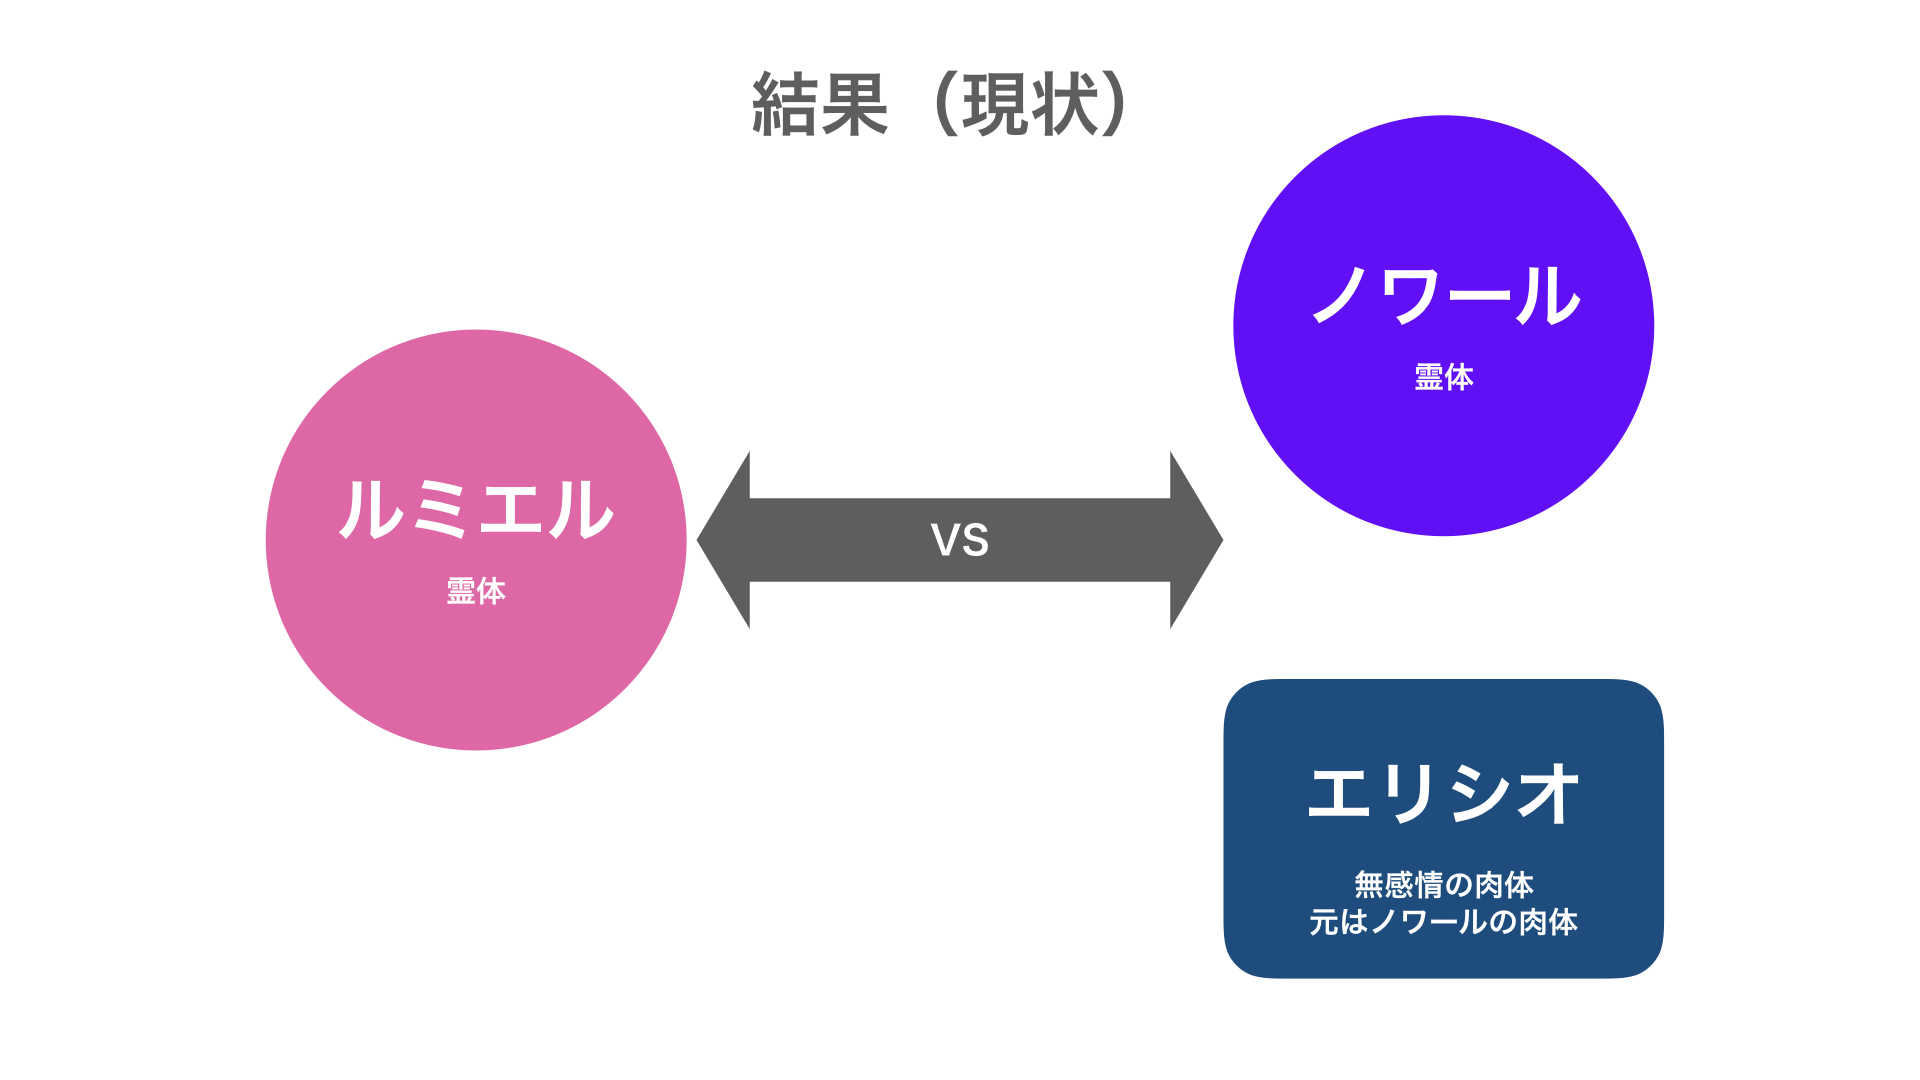 結果（現状）
ルミエル
霊体
VS
ノワール
霊体
エリシオ
無感情の肉体
元はノワールの肉体